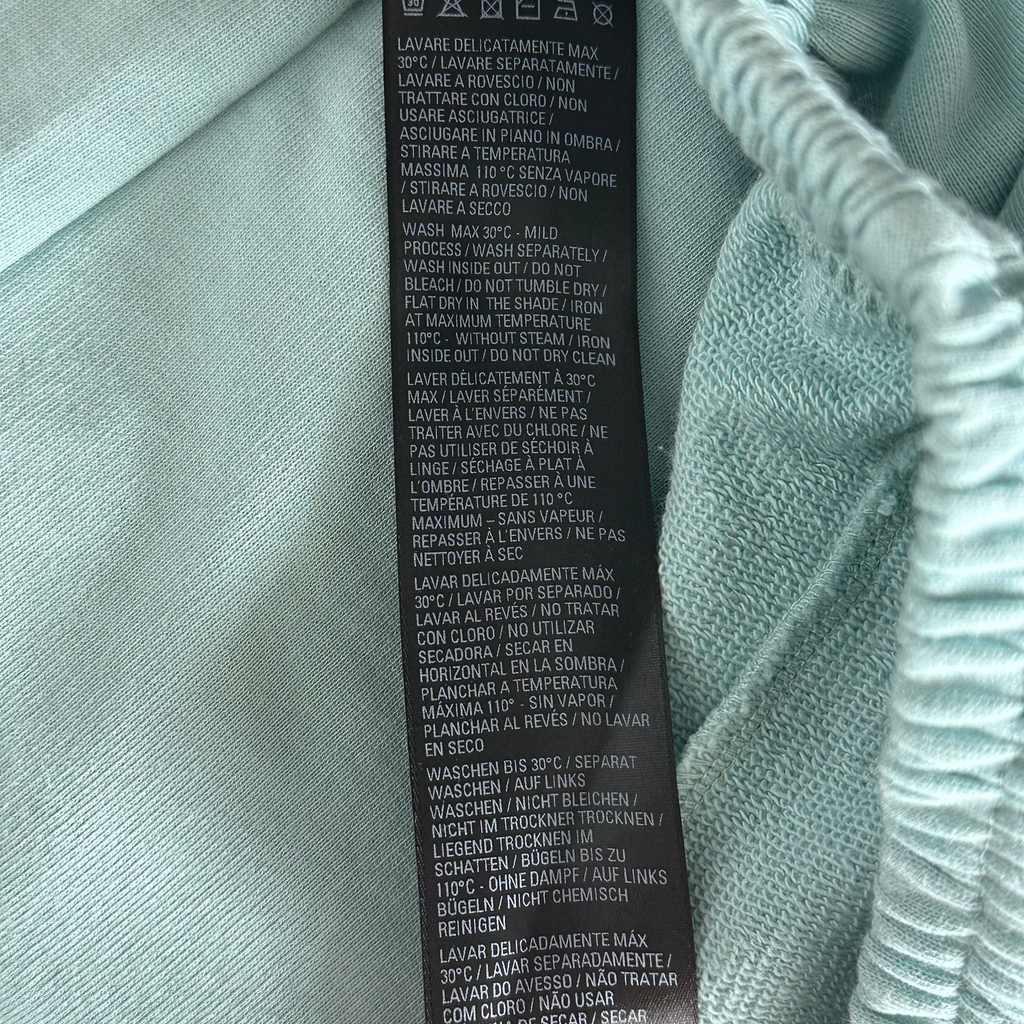 30
LAVARE DELICATAMENTE MAX
30°C / LAVARE SEPARATAMENTE /
LAVARE A ROVESCIO / NON
TRATTARE CON CLORO / NON
USARE ASCIUGATRICE /
ASCIUGARE IN PIANO IN OMBRA /
STIRARE A TEMPERATURA
MASSIMA 110 °C SENZA VAPORE
/ STIRARE A ROVESCIO / NON
LAVARE A SECCO
WASH MAX 30°C - MILD
PROCESS / WASH SEPARATELY /
WASH INSIDE OUT / DO NOT
BLEACH / DO NOT TUMBLE DRY /
FLAT DRY IN THE SHADE / IRON
AT MAXIMUM TEMPERATURE
110°C - WITHOUT STEAM / IRON
INSIDE OUT / DO NOT DRY CLEAN
LAVER DÉLICATEMENT À 30°C
MAX / LAVER SÉPARÉMENT /
LAVER À L'ENVERS / NE PAS
TRAITER AVEC DU CHLORE / NE
PAS UTILISER DE SÉCHOIR À
LINGE / SÉCHAGE À PLAT À
L'OMBRE / REPASSER À UNE
TEMPÉRATURE DE 110 °C
MAXIMUM – SANS VAPEUR /
REPASSER À L'ENVERS / NE PAS
NETTOYER À SEC
LAVAR DELICADAMENTE MÁX
30°C / LAVAR POR SEPARADO /
LAVAR AL REVÉS / NO TRATAR
CON CLORO / NO UTILIZAR
SECADORA / SECAR EN
HORIZONTAL EN LA SOMBRA /
PLANCHAR A TEMPERATURA
MÁXIMA 110° - SIN VAPOR /
PLANCHAR AL REVÉS / NO LAVAR
EN SECO
WASCHEN BIS 30°C / SEPARAT
WASCHEN / AUF LINKS
WASCHEN / NICHT BLEICHEN /
NICHT IM TROCKNER TROCKNEN /
LIEGEND TROCKNEN IM
SCHATTEN / BÜGELN BIS ZU
110°C - OHNE DAMPF / AUF LINKS
BÜGELN / NICHT CHEMISCH
REINIGEN
LAVAR DELICADAMENTE MÁX
30°C / LAVAR SEPARADAMENTE /
LAVAR DO AVESSO / NÃO TRATAR
COM CLORO / NÃO USAR
DE SECAR / SECAR